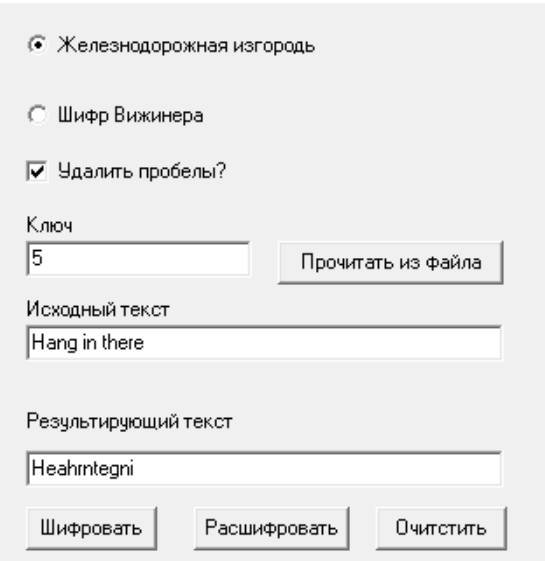 Железнодорожная изгородь
Шифр Вижинера
Удалить пробелы?
Ключ
5
Прочитать из файла
Исходный текст
Hang in there
Результирующий текст
Heahrntegni
Шифровать Расшифровать Очитстить